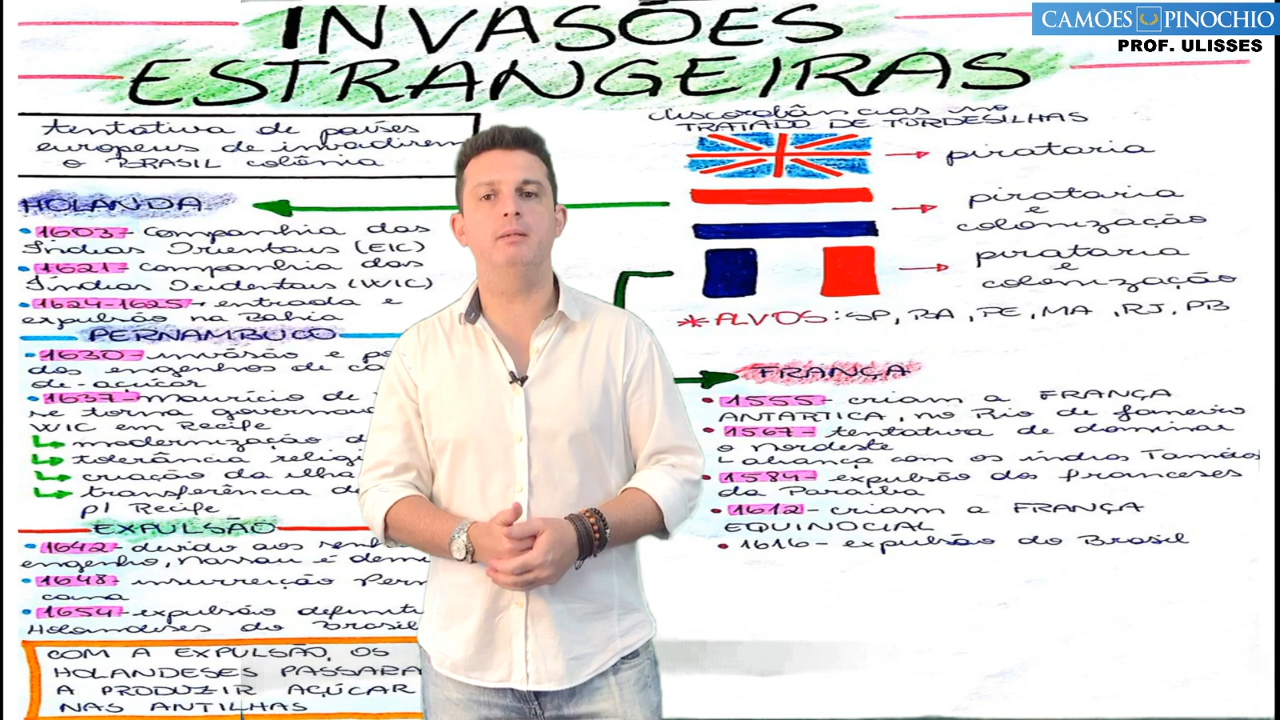 INVASÕES
ESTRANGEIRAS
CAMÕES PINOCHIO
PROF. ULISSES
tentativa de países
europeus de invadirem
o BRASIL colônia
HOLANDA
• 1603- companhia das
Índias Orientais (EIC)
• 1621- companhia das
Índias Ocidentais (WIC)
• 1624-1625- entrada e
expulsão na Bahia
PERNAMBUCO
• 1630- invasão e
dos engenhos de
de-açúcar
• 1637- maurício de
se torna
WIC em Recife
modernização
tolerância
criação da ilha
transferência
p/ Recife
EXPULSÃO
• 1642- devido aos
engenho, Nassau é
• 1648- insurreição
cana
• 1654- expulsão
Holandeses do Brasil
COM A EXPULSÃO, OS
HOLANDESES PASSARA
A PRODUZIR AÇÚCAR
NAS ANTILHAS
discordâncias no
TRATADO DE TORDESILHAS
pirataria
pirataria
e
colonização
pirataria
e
colonização
* ALVOS: SP, BA, PE, MA, RJ, PB
FRANÇA
• 1555- criam a FRANÇA
ANTARTICA, no Rio de Janeiro
• 1567- tentativa de dominar
o nordeste
aliança com os índios Tamoios
• 1584- expulsão dos franceses
da Paraíba
• 1612- criam a FRANÇA
EQUINOCIAL
• 1616- expulsão do Brasil